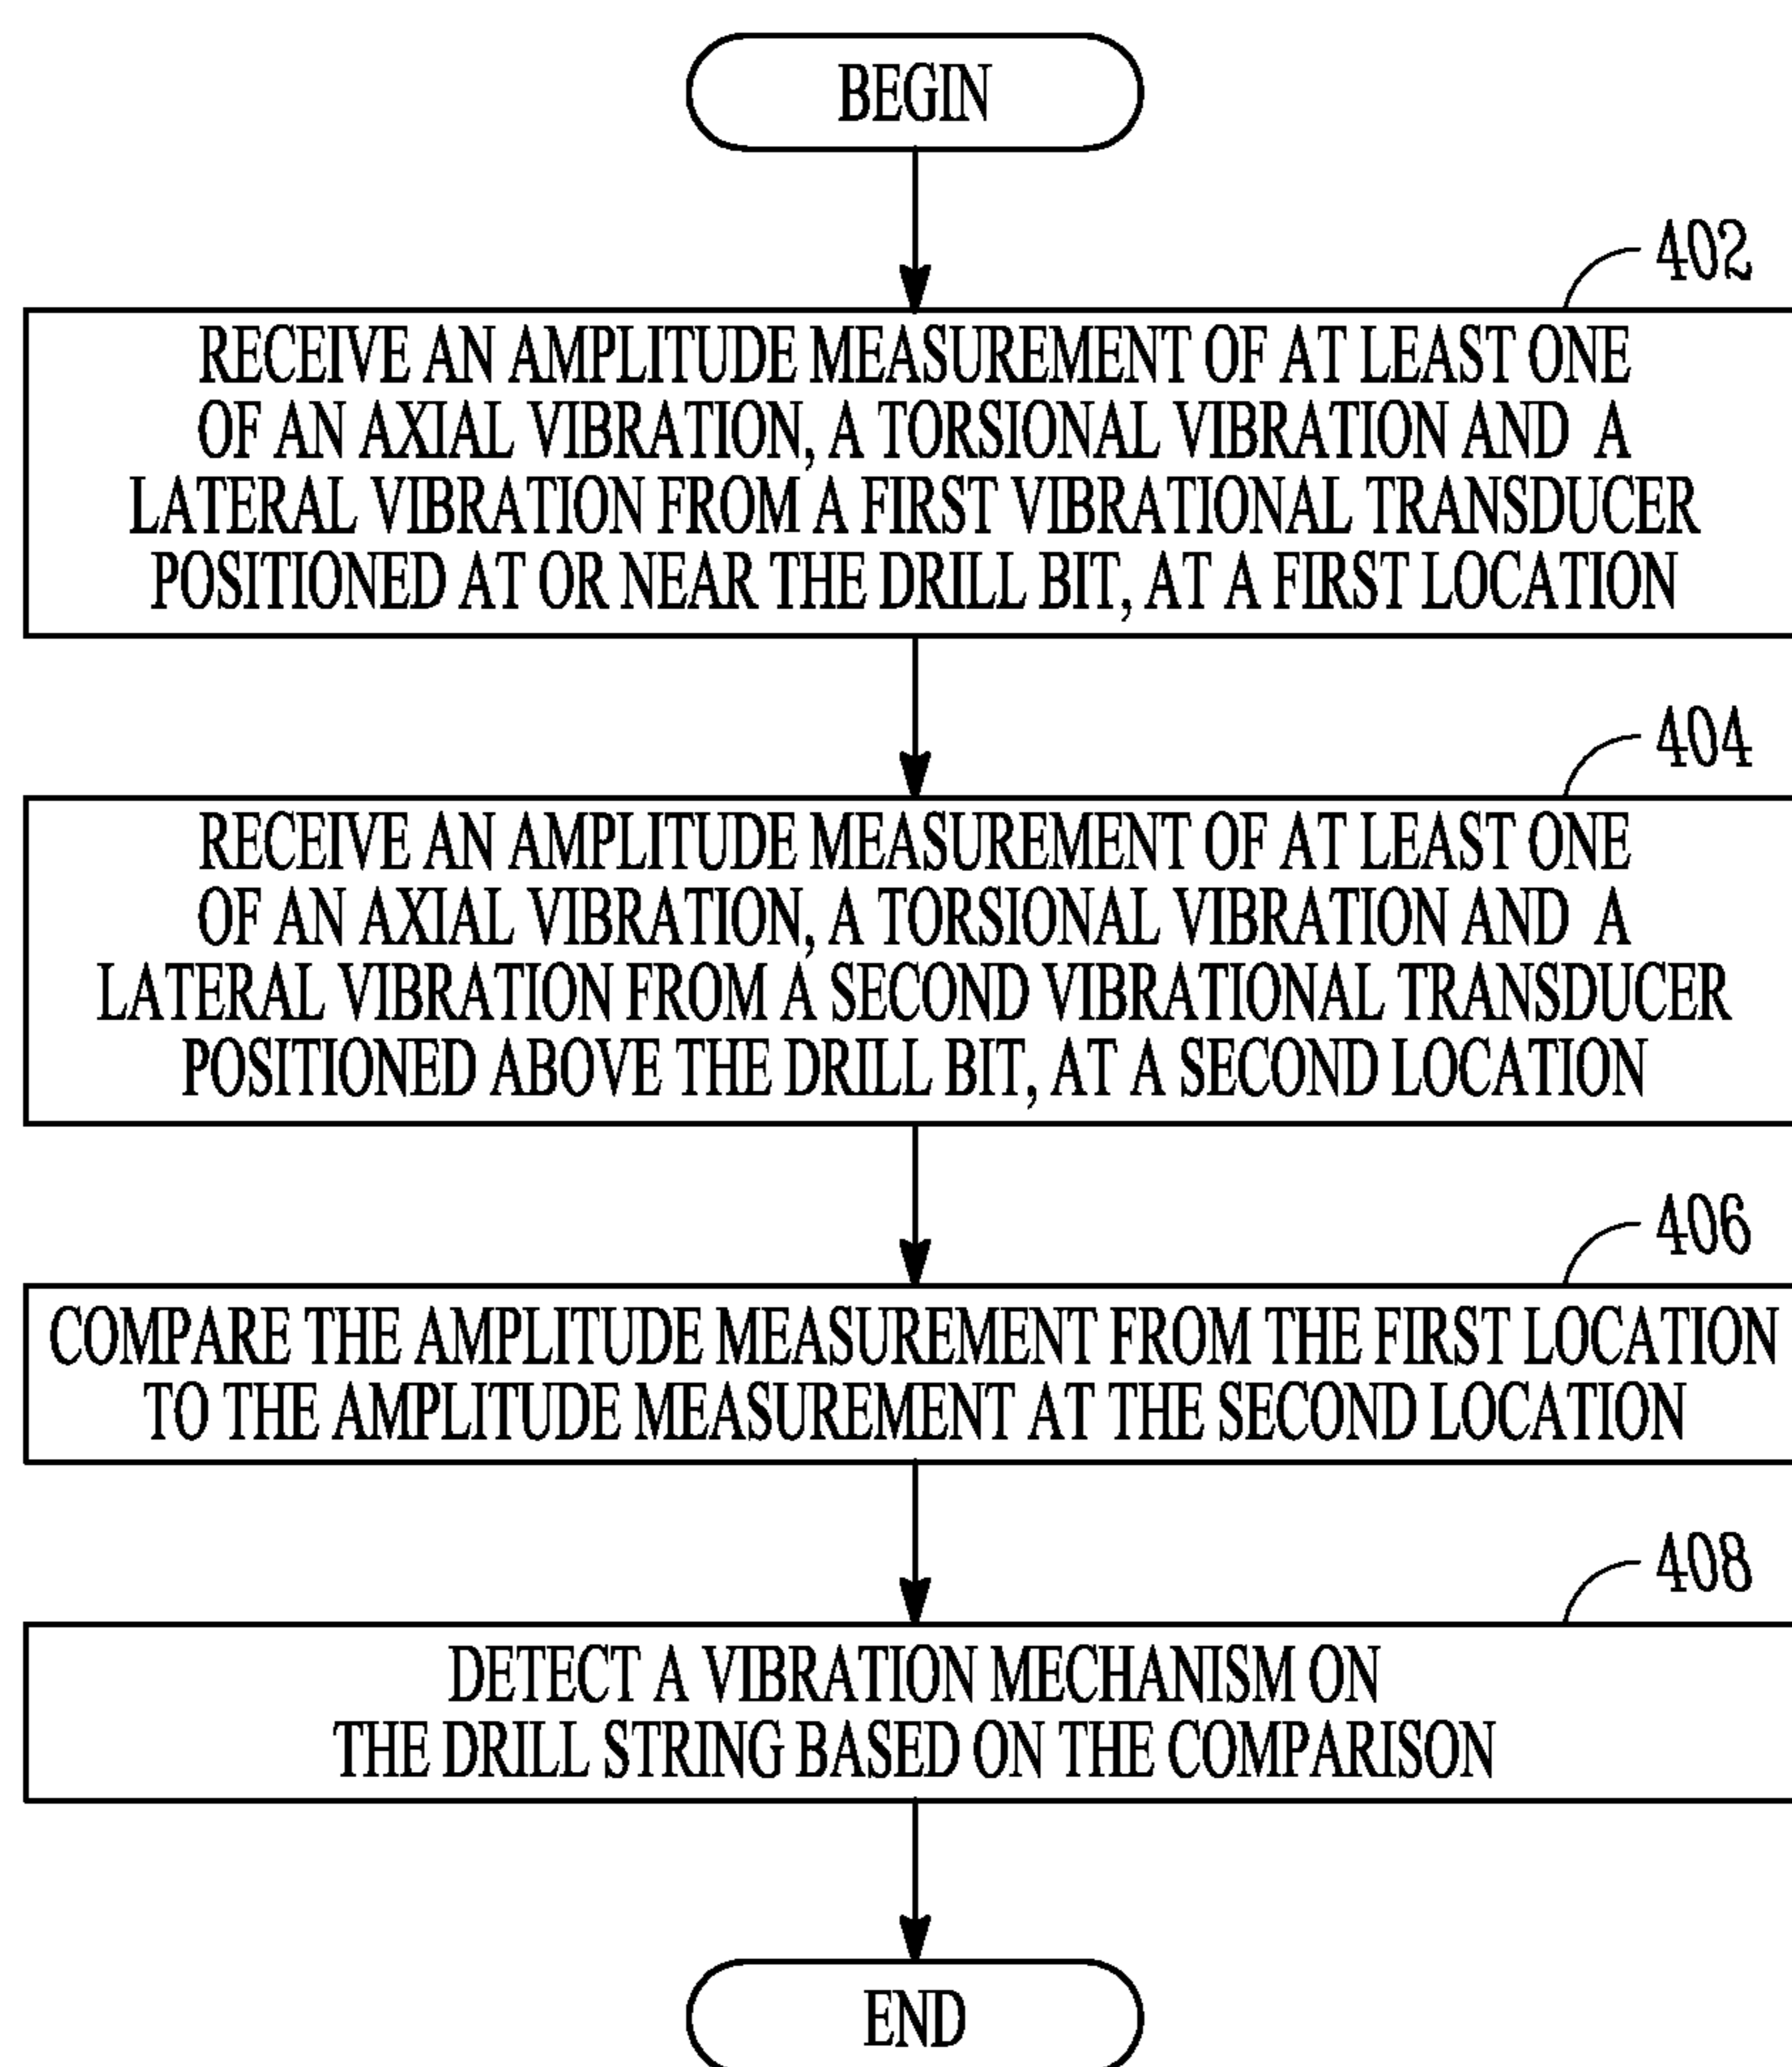 BEGIN
402
RECEIVE AN AMPLITUDE MEASUREMENT OF AT LEAST ONE
OF AN AXIAL VIBRATION, A TORSIONAL VIBRATION AND A
LATERAL VIBRATION FROM A FIRST VIBRATIONAL TRANSDUCER
POSITIONED AT OR NEAR THE DRILL BIT, AT A FIRST LOCATION
404
RECEIVE AN AMPLITUDE MEASUREMENT OF AT LEAST ONE
OF AN AXIAL VIBRATION, A TORSIONAL VIBRATION AND A
LATERAL VIBRATION FROM A SECOND VIBRATIONAL TRANSDUCER
POSITIONED ABOVE THE DRILL BIT, AT A SECOND LOCATION
406
COMPARE THE AMPLITUDE MEASUREMENT FROM THE FIRST LOCATION
TO THE AMPLITUDE MEASUREMENT AT THE SECOND LOCATION
408
DETECT A VIBRATION MECHANISM ON
THE DRILL STRING BASED ON THE COMPARISON
END